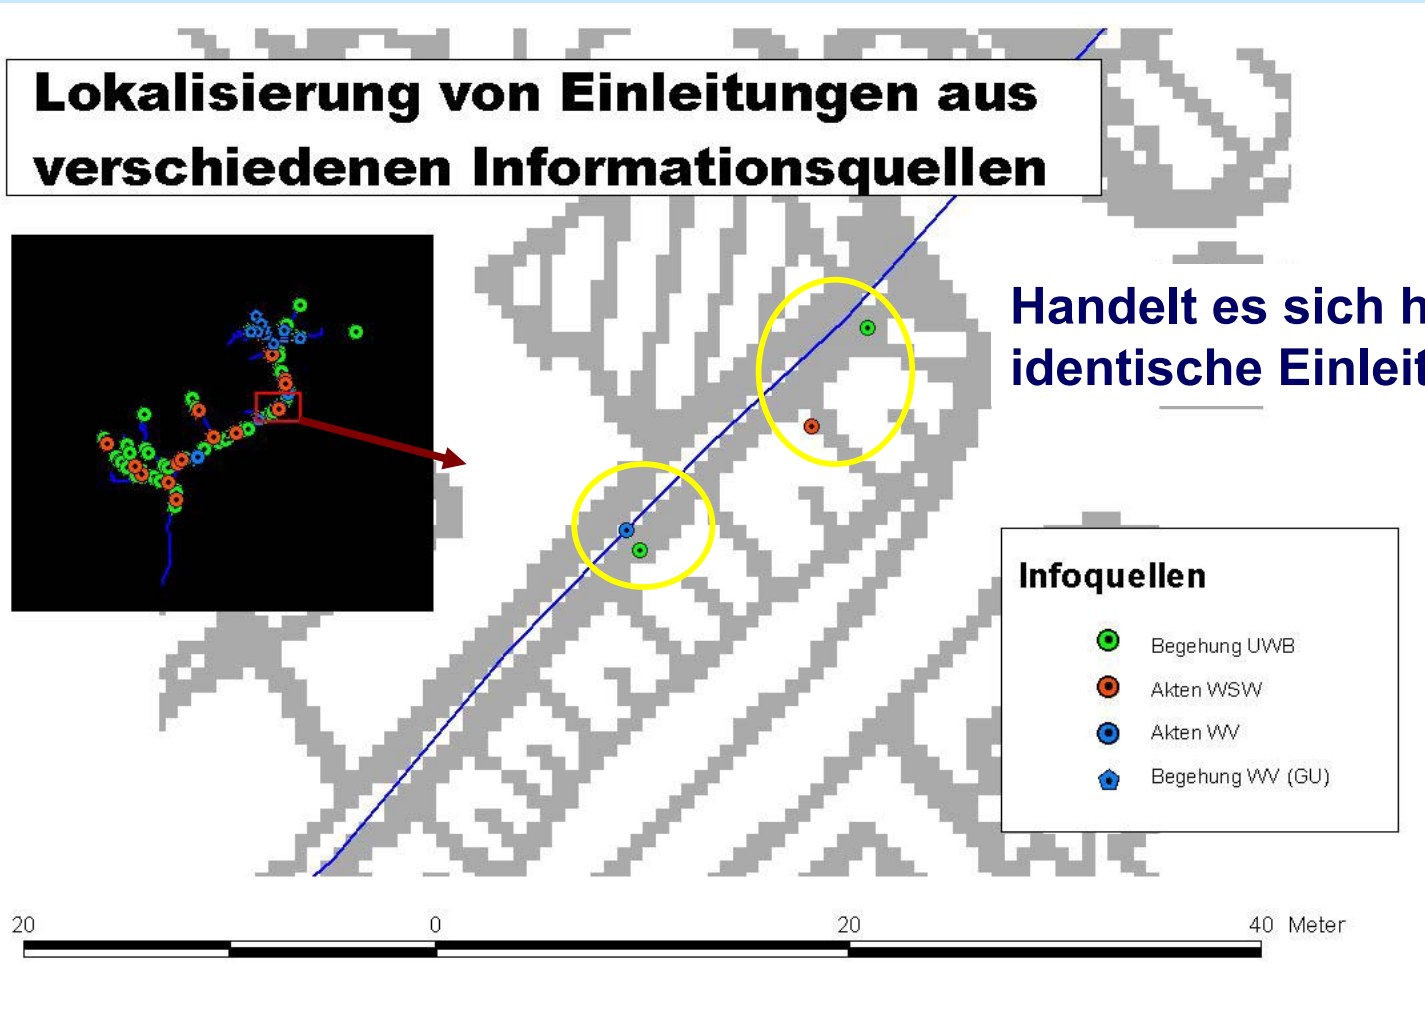 Lokalisierung von Einleitungen aus
verschiedenen Informationsquellen
Handelt es sich
identische
Infoquellen
Begehung UWB
Akten WSW
Akten WV
Begehung WV (GU)
20 0 20 40 Meter